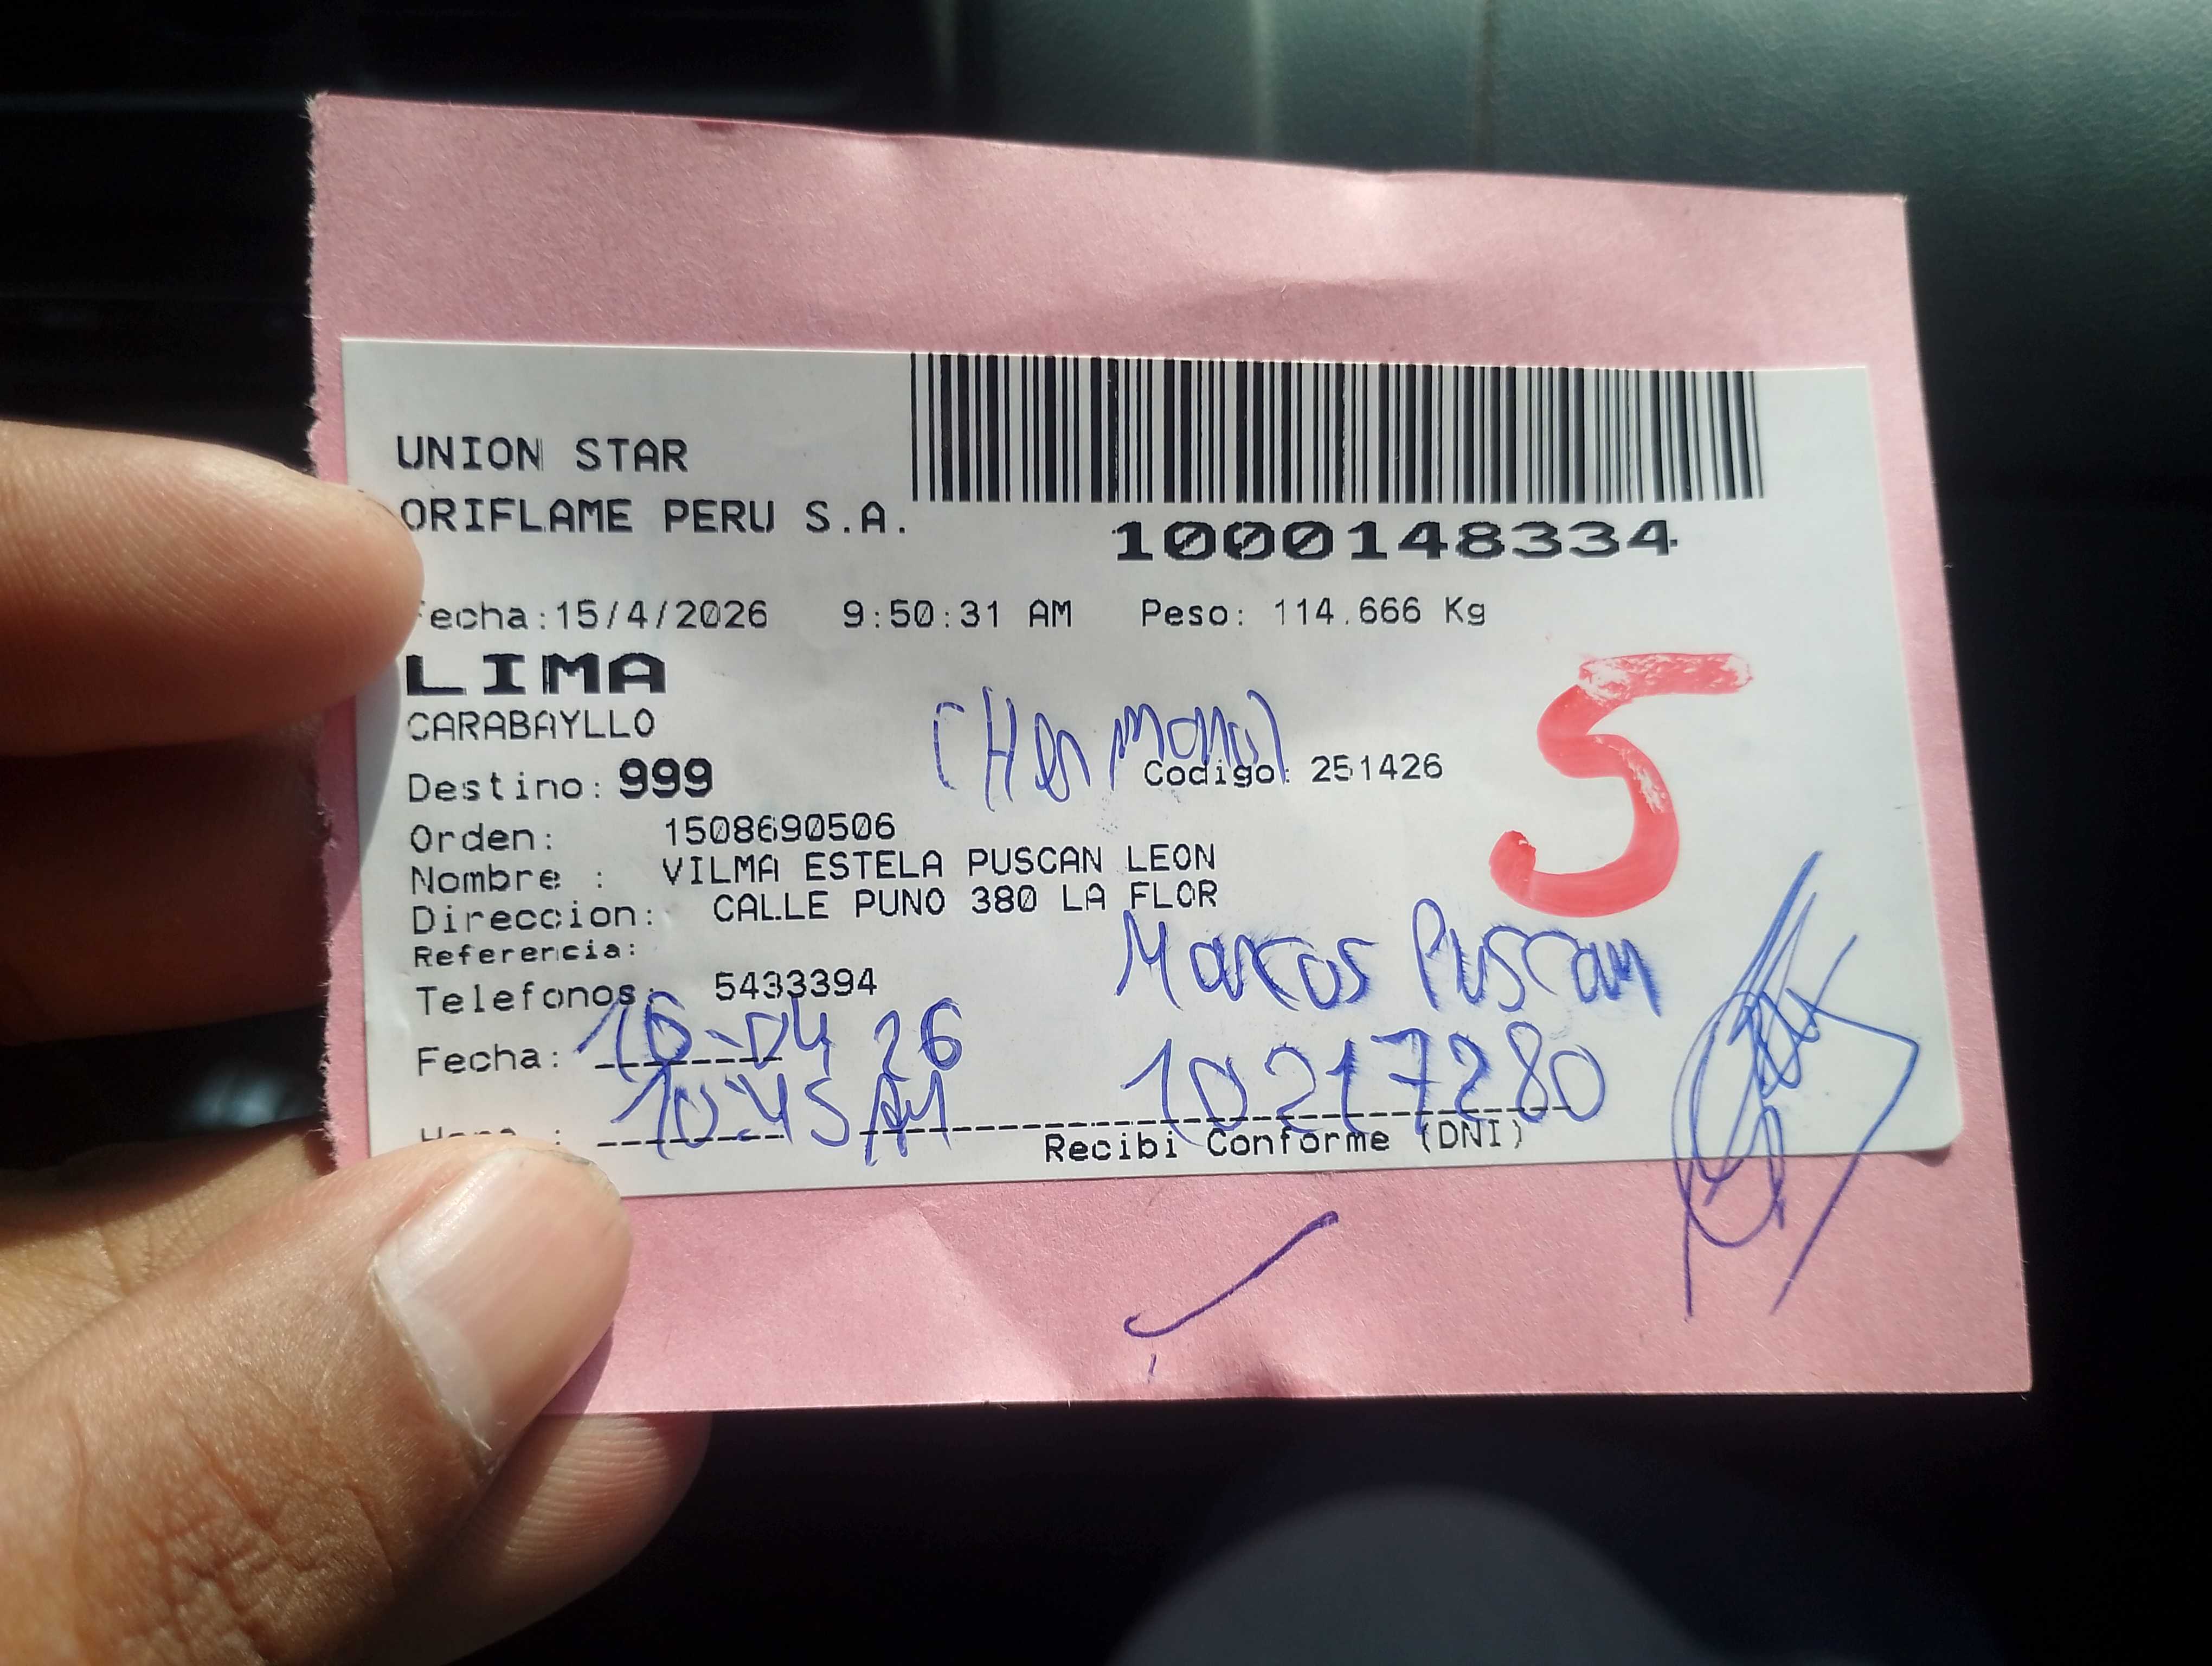 UNION STAR
ORIFLAME PERU S.A.
1000148334
Fecha:15/4/2026 9:50:31 AM Peso: 114.666 Kg
LIMA
CARABAYLLO
5
Destino: 999 Codigo: 251426
Orden: 1508690506
Nombre : VILMA ESTELA PUSCAN LEON
Direccion: CALLE PUNO 380 LA FLOR
Referencia:
Marcos Puscan
Telefonos: 5433394
Fecha: 16-04 26
10217280
Hora : 10:45 AM
Recibi Conforme (DNI)